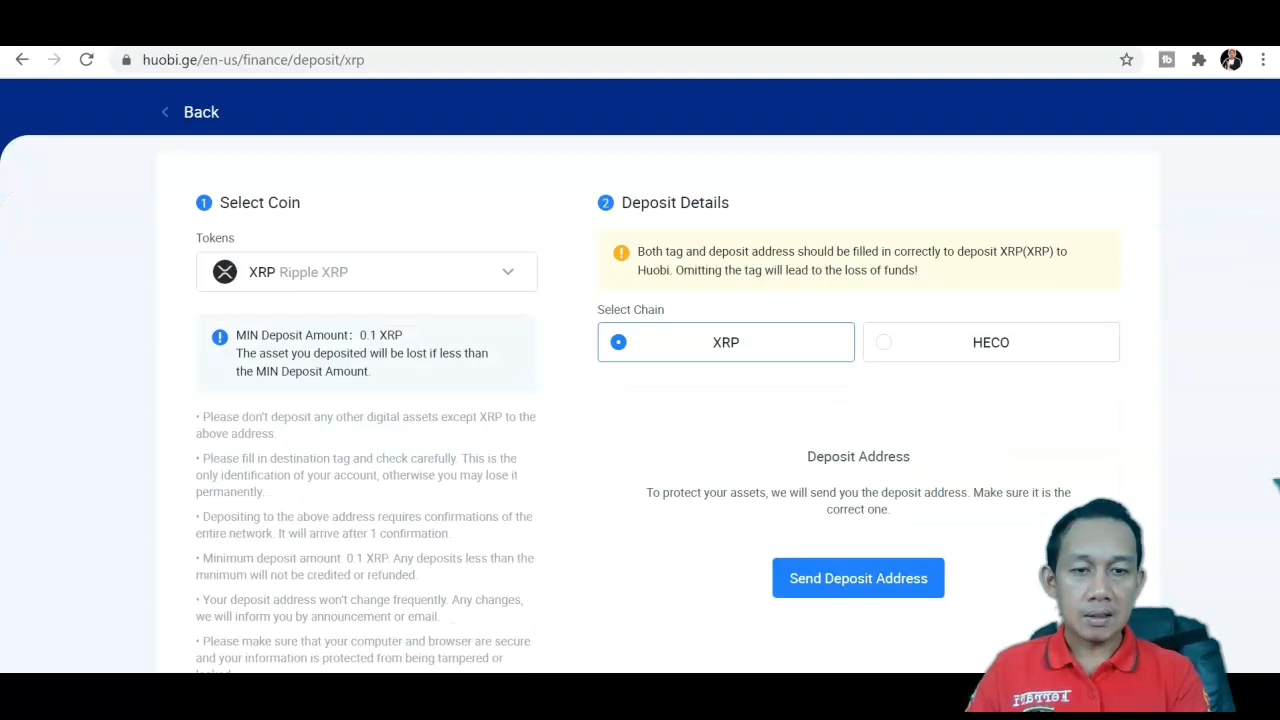 huobi.ge/en-us/finance/deposit/xrp
Back
1 Select Coin
Tokens
XRP Ripple XRP
MIN Deposit Amount: 0.1 XRP
The asset you deposited will be lost if less than
the MIN Deposit Amount.
• Please don't deposit any other digital assets except XRP to the
above address.
• Please fill in destination tag and check carefully. This is the
only identification of your account, otherwise you may lose it
permanently.
• Depositing to the above address requires confirmations of the
entire network. It will arrive after 1 confirmation.
• Minimum deposit amount 0.1 XRP. Any deposits less than the
minimum will not be credited or refunded.
• Your deposit address won't change frequently. Any changes,
we will inform you by announcement or email.
• Please make sure that your computer and browser are secure
and your information is protected from being tampered or
2 Deposit Details
Both tag and deposit address should be filled in correctly to deposit XRP(XRP) to
Huobi. Omitting the tag will lead to the loss of funds!
Select Chain
XRP
HECO
Deposit Address
To protect your assets, we will send you the deposit address. Make sure it is the
correct one.
Send Deposit Address